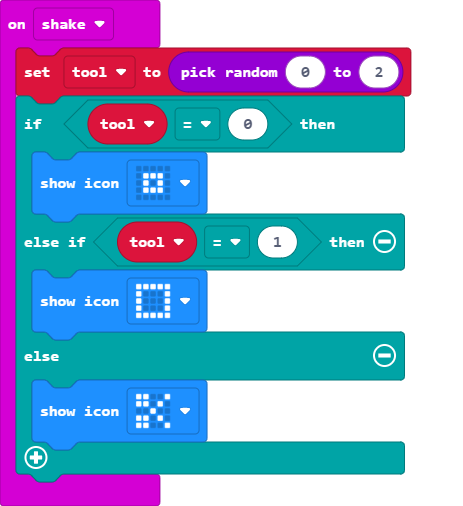 on shake
set tool to pick random 0 to 2
if tool = 0 then
show icon
else if tool = 1 then
show icon
else
show icon